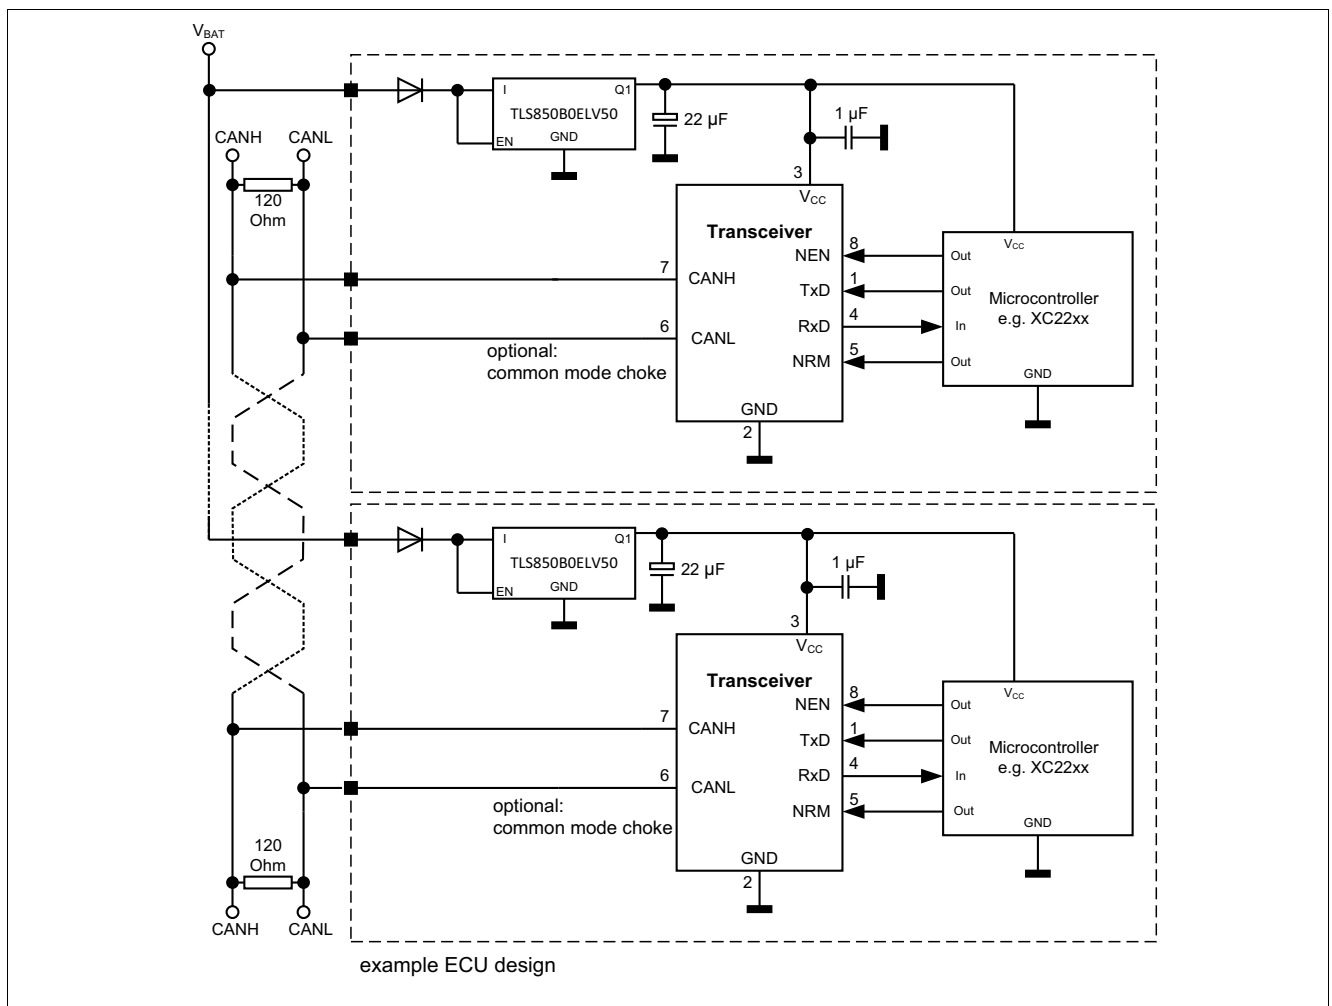 VBAT
I
Q1
TLS850B0ELV50
EN
GND
22 µF
1 µF
CANH
CANL
120
Ohm
3
VCC
Transceiver
NEN
8
TxD
1
RxD
4
NRM
5
7
CANH
6
CANL
optional:
common mode choke
GND
2
VCC
Out
Out
In
Out
Microcontroller
e.g. XC22xx
GND
I
Q1
TLS850B0ELV50
EN
GND
22 µF
1 µF
3
VCC
Transceiver
NEN
8
TxD
1
RxD
4
NRM
5
7
CANH
6
CANL
optional:
common mode choke
GND
2
VCC
Out
Out
In
Out
Microcontroller
e.g. XC22xx
GND
120
Ohm
CANH
CANL
example ECU design